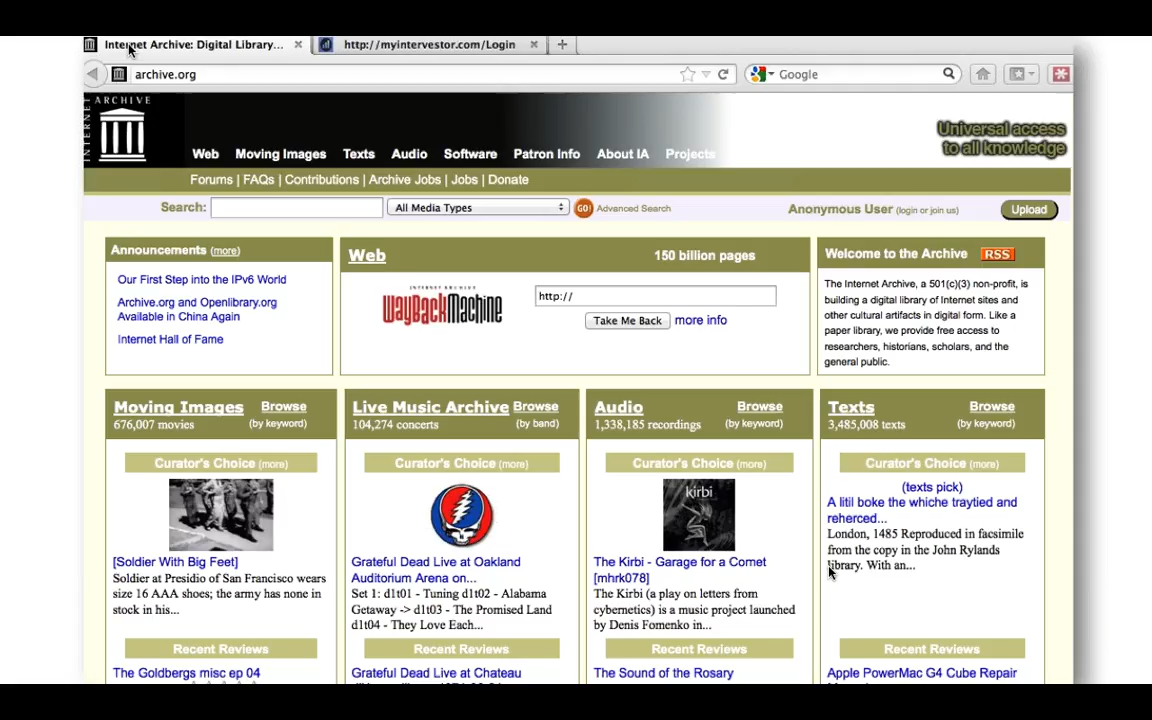 Internet Archive: Digital Library...
http://myintervestor.com/Login
archive.org
Google
INTERNET ARCHIVE
Universal access
to all knowledge
Web Moving Images Texts Audio Software Patron Info About IA Projects
Forums | FAQs | Contributions | Archive Jobs | Jobs | Donate
Search: All Media Types GO! Advanced Search Anonymous User (login or join us) Upload
Announcements (more)
Our First Step into the IPv6 World
Archive.org and Openlibrary.org
Available in China Again
Internet Hall of Fame
Web 150 billion pages
INTERNET ARCHIVE
WayBackMachine
http://
Take Me Back more info
Welcome to the Archive RSS
The Internet Archive, a 501(c)(3) non-profit, is
building a digital library of Internet sites and
other cultural artifacts in digital form. Like a
paper library, we provide free access to
researchers, historians, scholars, and the
general public.
Moving Images Browse
676,007 movies (by keyword)
Curator's Choice (more)
[Soldier With Big Feet]
Soldier at Presidio of San Francisco wears
size 16 AAA shoes; the army has none in
stock in his...
Recent Reviews
The Goldbergs misc ep 04
Live Music Archive Browse
104,274 concerts (by band)
Curator's Choice (more)
Grateful Dead Live at Oakland
Auditorium Arena on...
Set 1: d1t01 - Tuning d1t02 - Alabama
Getaway -> d1t03 - The Promised Land
d1t04 - They Love Each...
Recent Reviews
Grateful Dead Live at Chateau
Audio Browse
1,338,185 recordings (by keyword)
Curator's Choice (more)
kirbi
The Kirbi - Garage for a Comet
[mhrk078]
The Kirbi (a play on letters from
cybernetics) is a music project launched
by Denis Fomenko in...
Recent Reviews
The Sound of the Rosary
Texts Browse
3,485,008 texts (by keyword)
Curator's Choice (more)
(texts pick)
A litil boke the whiche traytied and
reherced...
London, 1485 Reproduced in facsimile
from the copy in the John Rylands
library. With an...
Recent Reviews
Apple PowerMac G4 Cube Repair